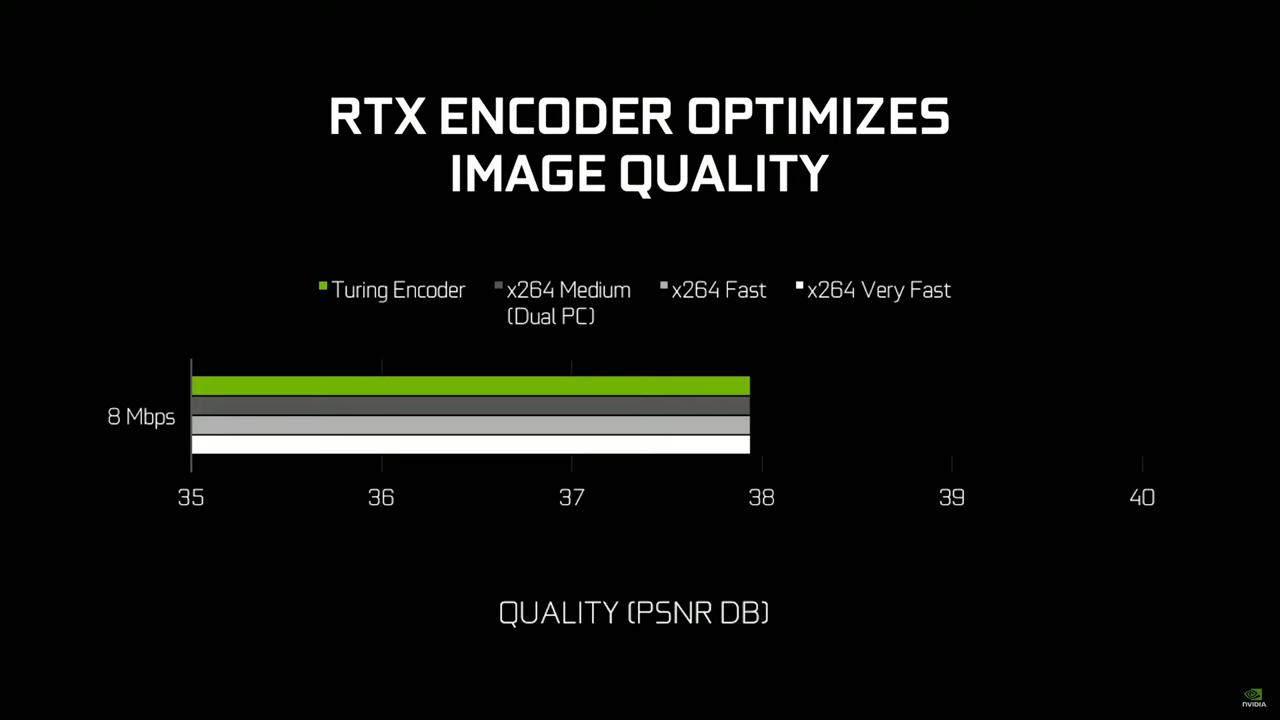 RTX ENCODER OPTIMIZES
IMAGE QUALITY
Turing Encoder
x264 Medium
(Dual PC)
x264 Fast
x264 Very Fast
8 Mbps
35 36 37 38 39 40
QUALITY (PSNR DB)
NVIDIA